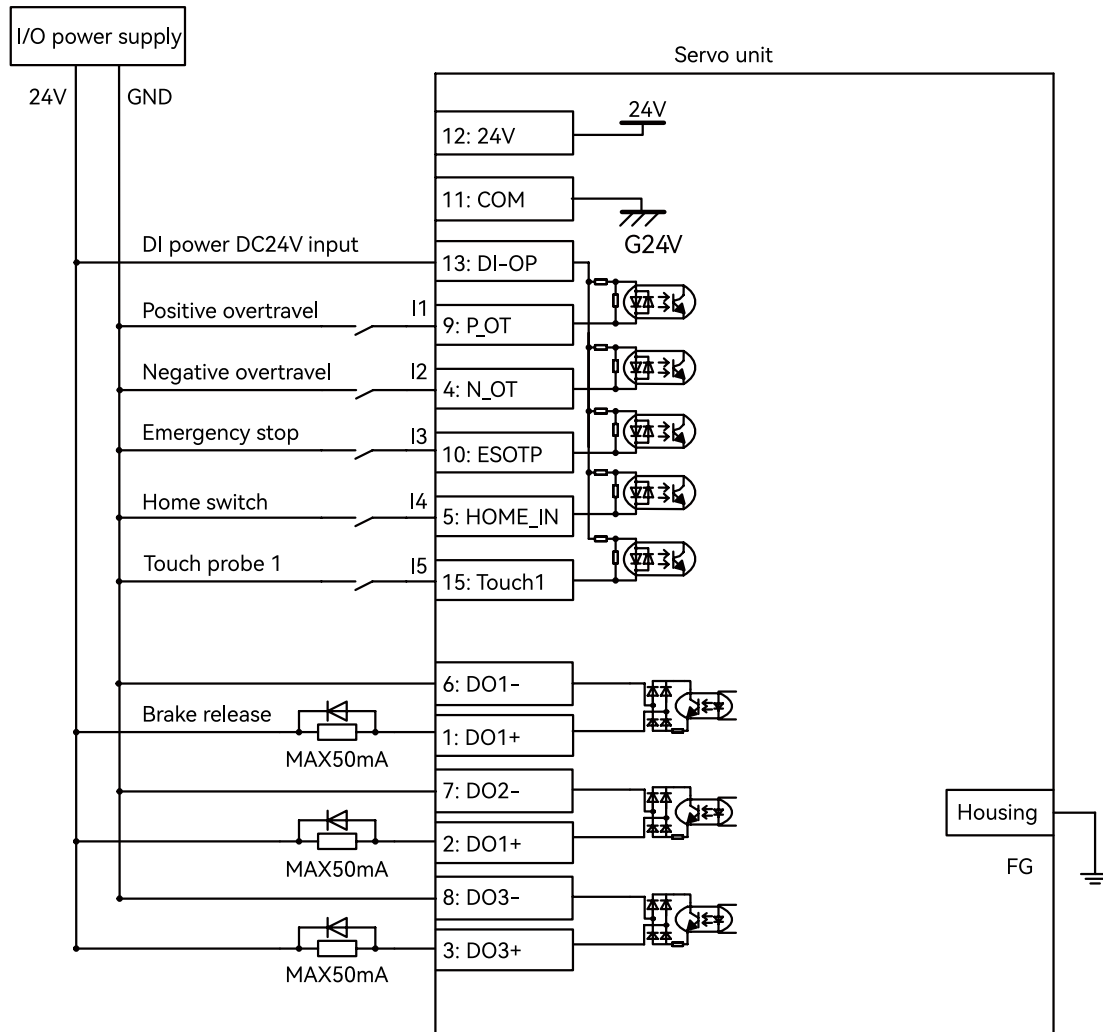 I/O power supply
24V
GND
Servo unit
12: 24V
24V
11: COM
G24V
DI power DC24V input
13: DI-OP
Positive overtravel
I1
9: P_OT
Negative overtravel
I2
4: N_OT
Emergency stop
I3
10: ESOTP
Home switch
I4
5: HOME_IN
Touch probe 1
I5
15: Touch1
6: DO1-
Brake release
1: DO1+
MAX50mA
7: DO2-
2: DO1+
MAX50mA
Housing
8: DO3-
FG
3: DO3+
MAX50mA